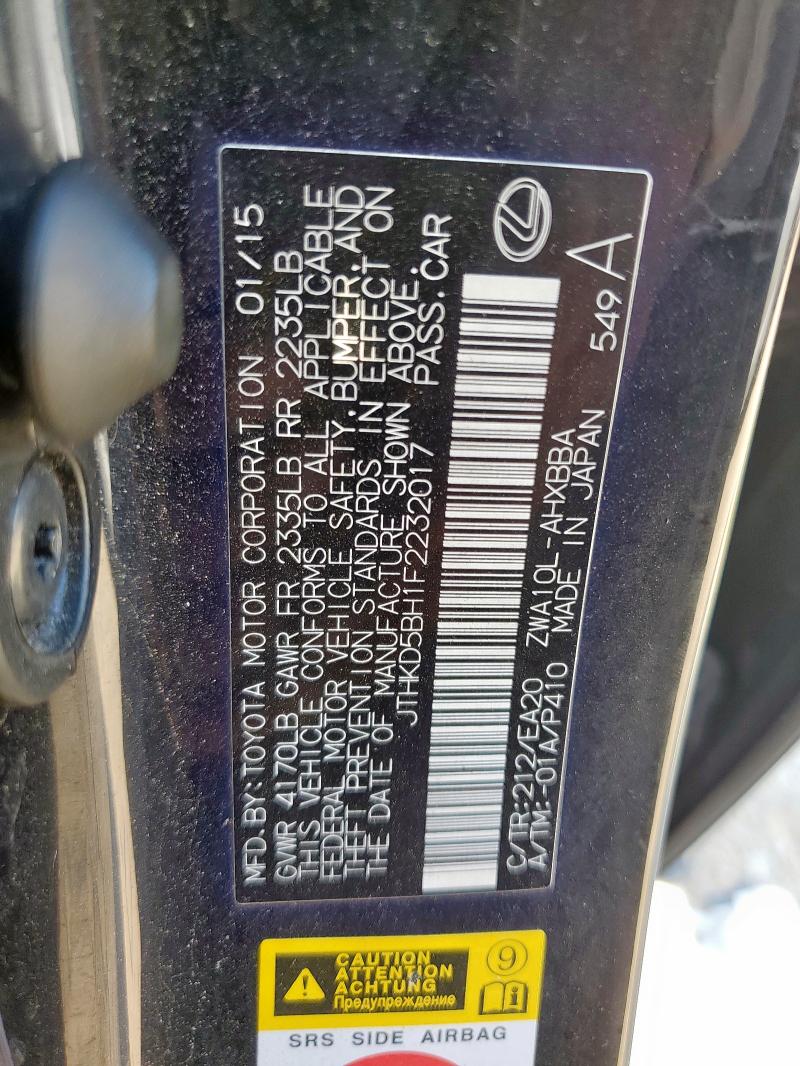 MFD.BY:TOYOTA MOTOR CORPORATION 01/15
GVWR 4170LB GAWR FR 2335LB RR 2235LB
THIS VEHICLE CONFORMS TO ALL APPLICABLE
FEDERAL MOTOR VEHICLE SAFETY,BUMPER,AND
THEFT PREVENTION STANDARDS IN EFFECT ON
THE DATE OF MANUFACTURE SHOWN ABOVE.
JTHKD5BH1F2232017 PASS.CAR
C/TR:212/EA20 ZWA10L-AHXBBA
A/TM:-01A/P410 MADE IN JAPAN 549 A
CAUTION
ATTENTION
ACHTUNG
Предупреждение
9
i
SRS SIDE AIRBAG